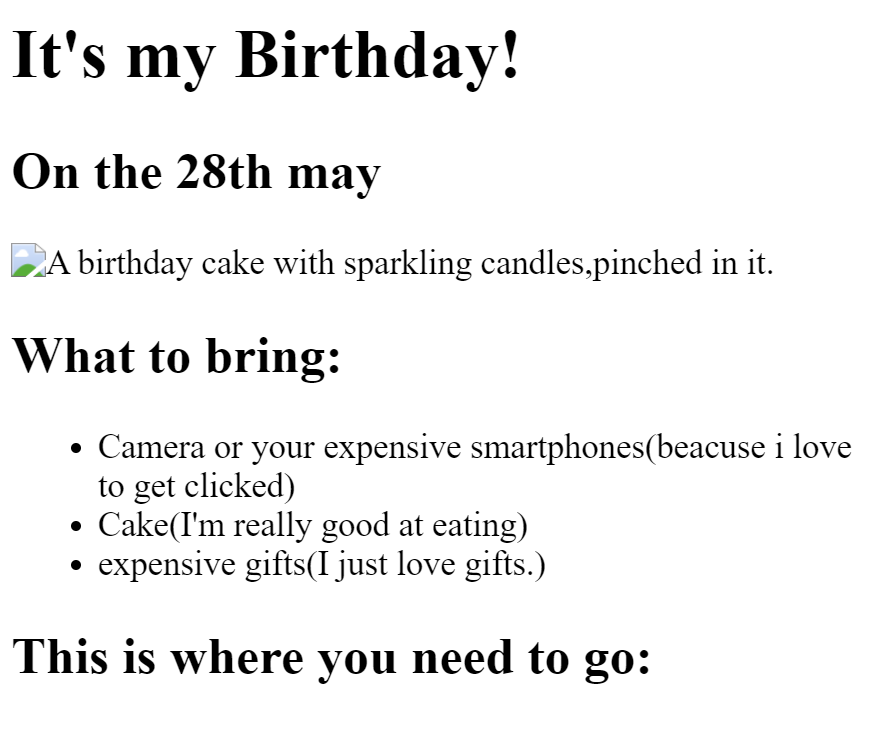 It's my Birthday!
On the 28th may
A birthday cake with sparkling candles,pinched in it.
What to bring:
Camera or your expensive smartphones(beacuse i love
to get clicked)
Cake(I'm really good at eating)
expensive gifts(I just love gifts.)
This is where you need to go: